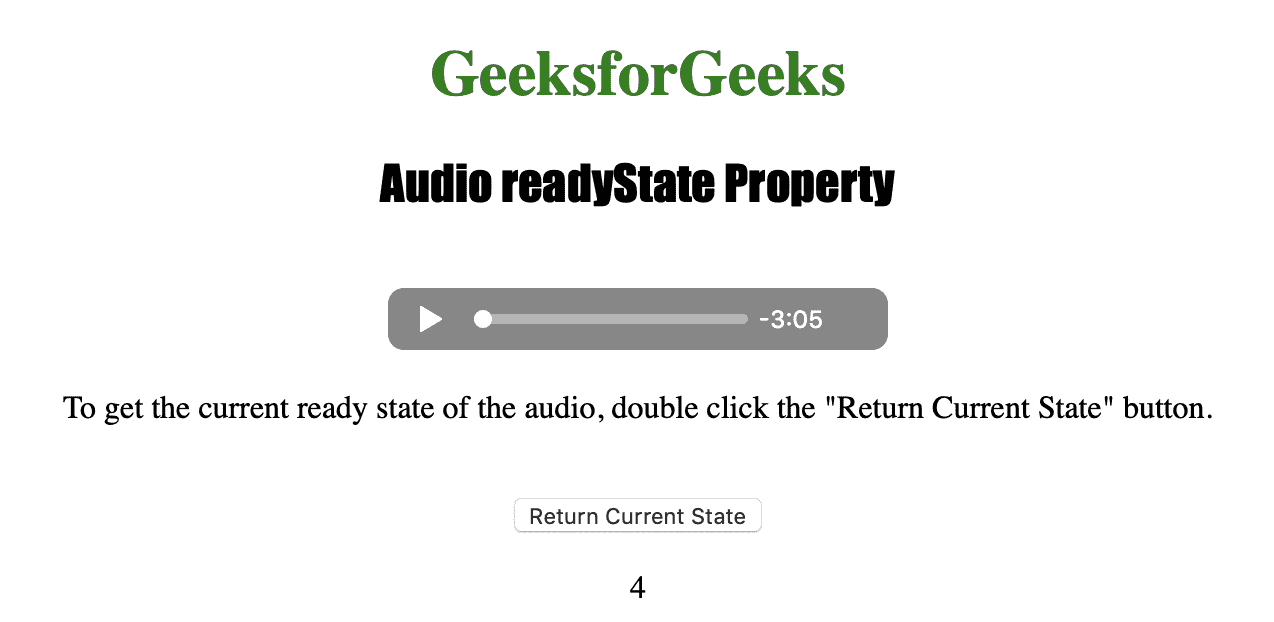 GeeksforGeeks
Audio readyState Property
-3:05
To get the current ready state of the audio, double click the "Return Current State" button.
Return Current State
4